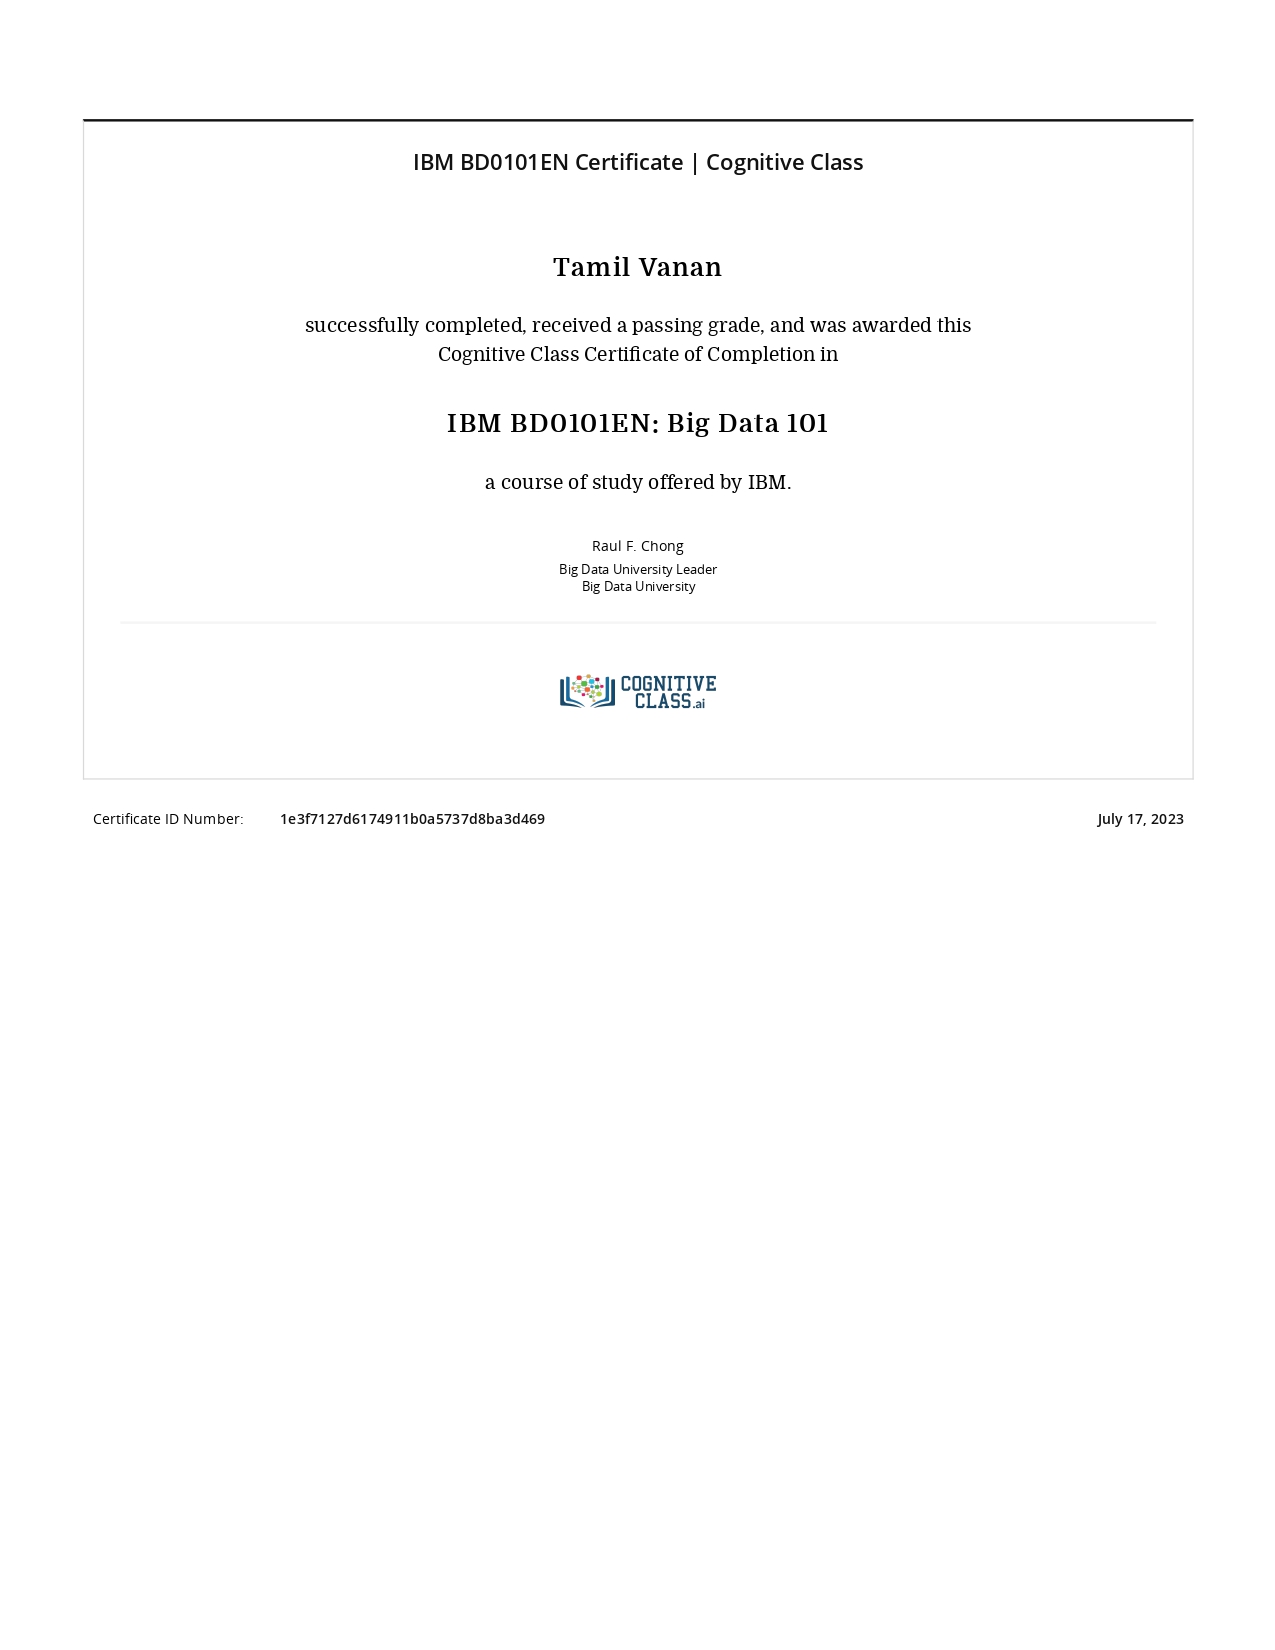 IBM BD0101EN Certificate | Cognitive Class
Tamil Vanan
successfully completed, received a passing grade, and was awarded this
Cognitive Class Certificate of Completion in
IBM BD0101EN: Big Data 101
a course of study offered by IBM.
Raul F. Chong
Big Data University Leader
Big Data University
COGNITIVE
CLASS.ai
Certificate ID Number: 1e3f7127d6174911b0a5737d8ba3d469 July 17, 2023